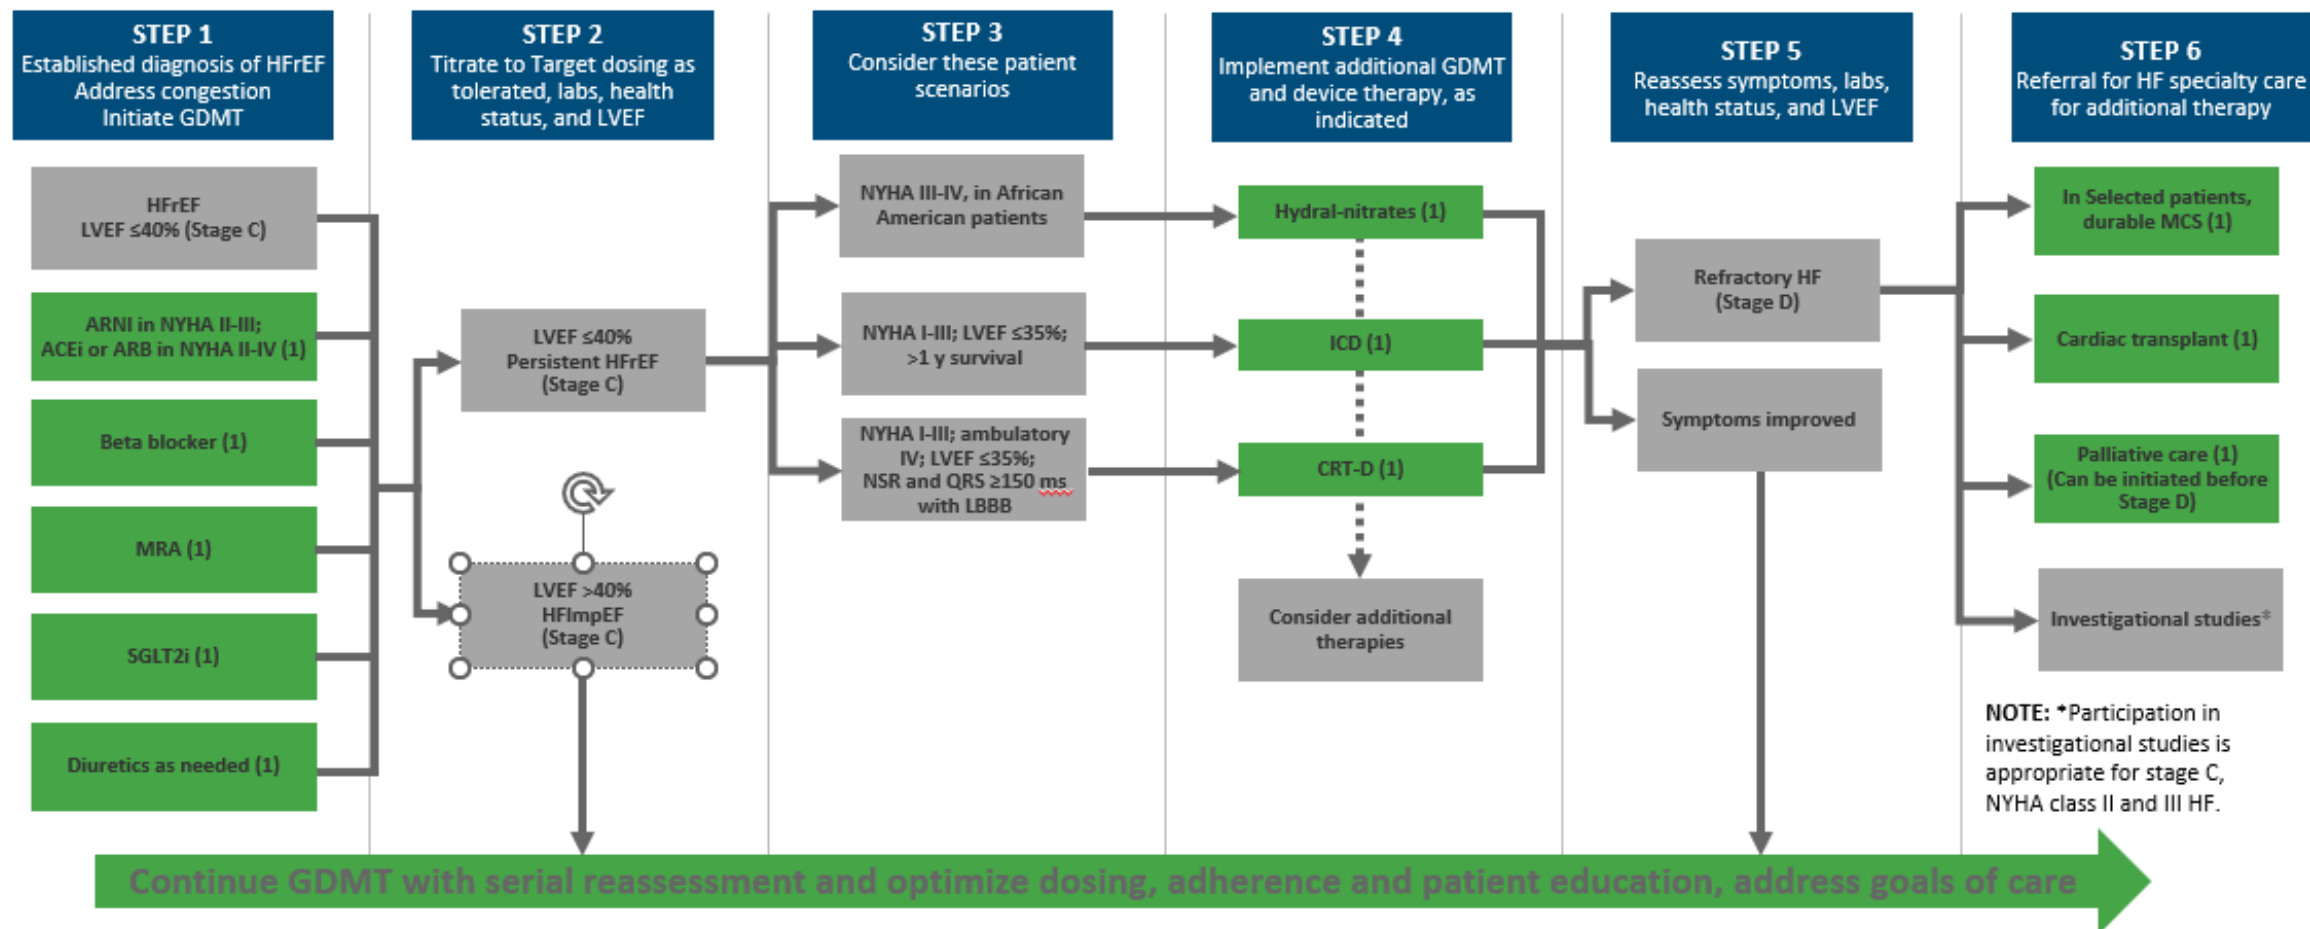 STEP 1
Established diagnosis of HFrEF
Address congestion
Initiate GDMT
STEP 2
Titrate to Target dosing as
tolerated, labs, health
status, and LVEF
STEP 3
Consider these patient
scenarios
STEP 4
Implement additional GDMT
and device therapy, as
indicated
STEP 5
Reassess symptoms, labs,
health status, and LVEF
STEP 6
Referral for HF specialty care
for additional therapy
HFrEF
LVEF ≤40% (Stage C)
ARNI in NYHA II-III;
ACEi or ARB in NYHA II-IV (1)
Beta blocker (1)
MRA (1)
SGLT2i (1)
Diuretics as needed (1)
LVEF ≤40%
Persistent HFrEF
(Stage C)
LVEF >40%
HFImpEF
(Stage C)
NYHA III-IV, in African
American patients
NYHA I-III; LVEF ≤35%;
>1 y survival
NYHA I-III; ambulatory
IV; LVEF ≤35%;
NSR and QRS ≥150 ms
with LBBB
Hydral-nitrates (1)
ICD (1)
CRT-D (1)
Consider additional
therapies
Refractory HF
(Stage D)
Symptoms improved
In Selected patients,
durable MCS (1)
Cardiac transplant (1)
Palliative care (1)
(Can be initiated before
Stage D)
Investigational studies*
NOTE: *Participation in
investigational studies is
appropriate for stage C,
NYHA class II and III HF.
Continue GDMT with serial reassessment and optimize dosing, adherence and patient education, address goals of care